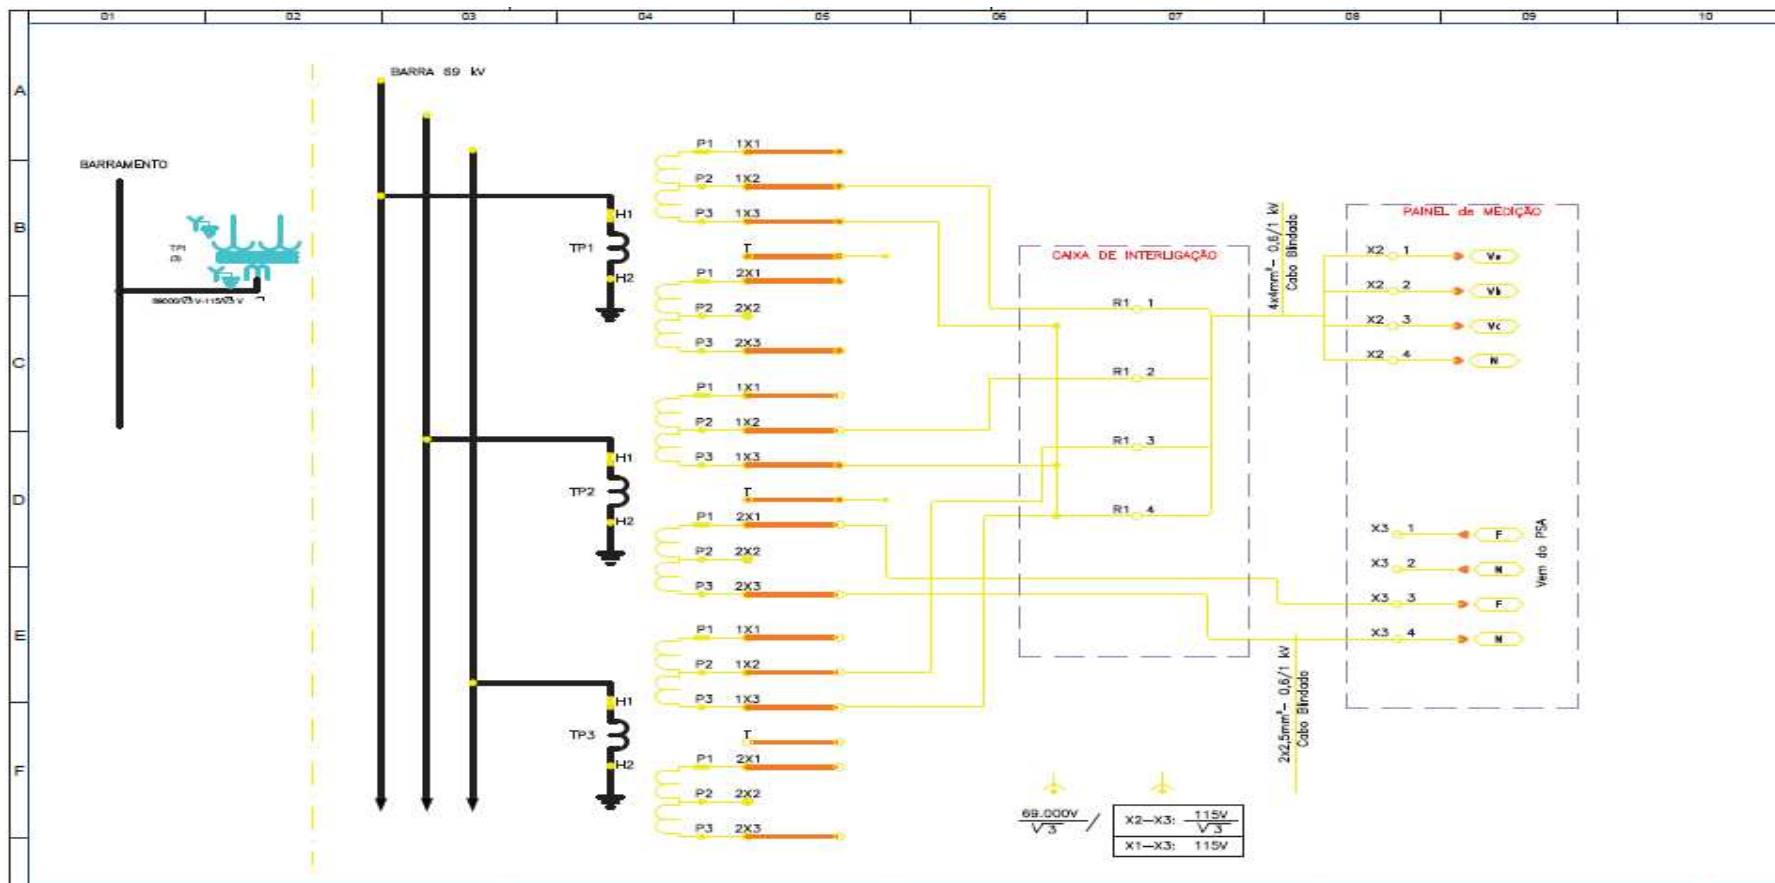 01 02 03 04 05 06 07 08 09 10
A
B
C
D
E
F
BARRAMENTO
TP1
(3)
BARRA 69 kV
TP1
H1
H2
P1 1X1
P2 1X2
P3 1X3
T
P1 2X1
P2 2X2
P3 2X3
TP2
H1
H2
P1 1X1
P2 1X2
P3 1X3
T
P1 2X1
P2 2X2
P3 2X3
TP3
H1
H2
P1 1X1
P2 1X2
P3 1X3
T
P1 2X1
P2 2X2
P3 2X3
CAIXA DE INTERLIGAÇÃO
R1 1
R1 2
R1 3
R1 4
4x4mm²- 0,6/1 kV
Cabo Blindado
2x2,5mm²- 0,6/1 kV
Cabo Blindado
PAINEL de MEDIÇÃO
X2 1 Va
X2 2 Vb
X2 3 Vc
X2 4 N
X3 1 F
X3 2 N
X3 3 F
X3 4 N
Vem do PSA
69.000V
√3
/
X2-X3: 115V
√3
X1-X3: 115V